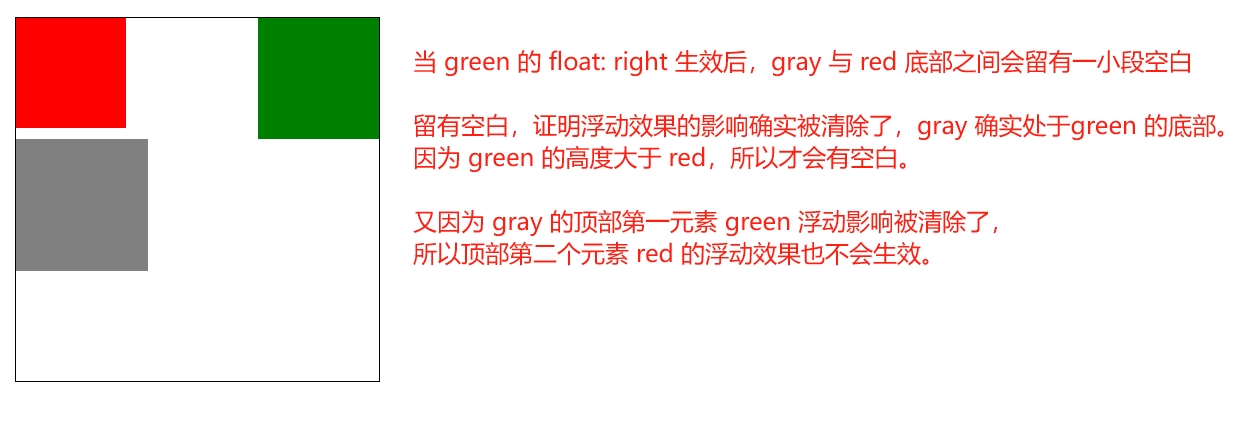 当 green 的 float: right 生效后，gray 与 red 底部之间会留有一小段空白
留有空白，证明浮动效果的影响确实被清除了，gray 确实处于green 的底部。
因为 green 的高度大于 red，所以才会有空白。
又因为 gray 的顶部第一元素 green 浮动影响被清除了，
所以顶部第二个元素 red 的浮动效果也不会生效。